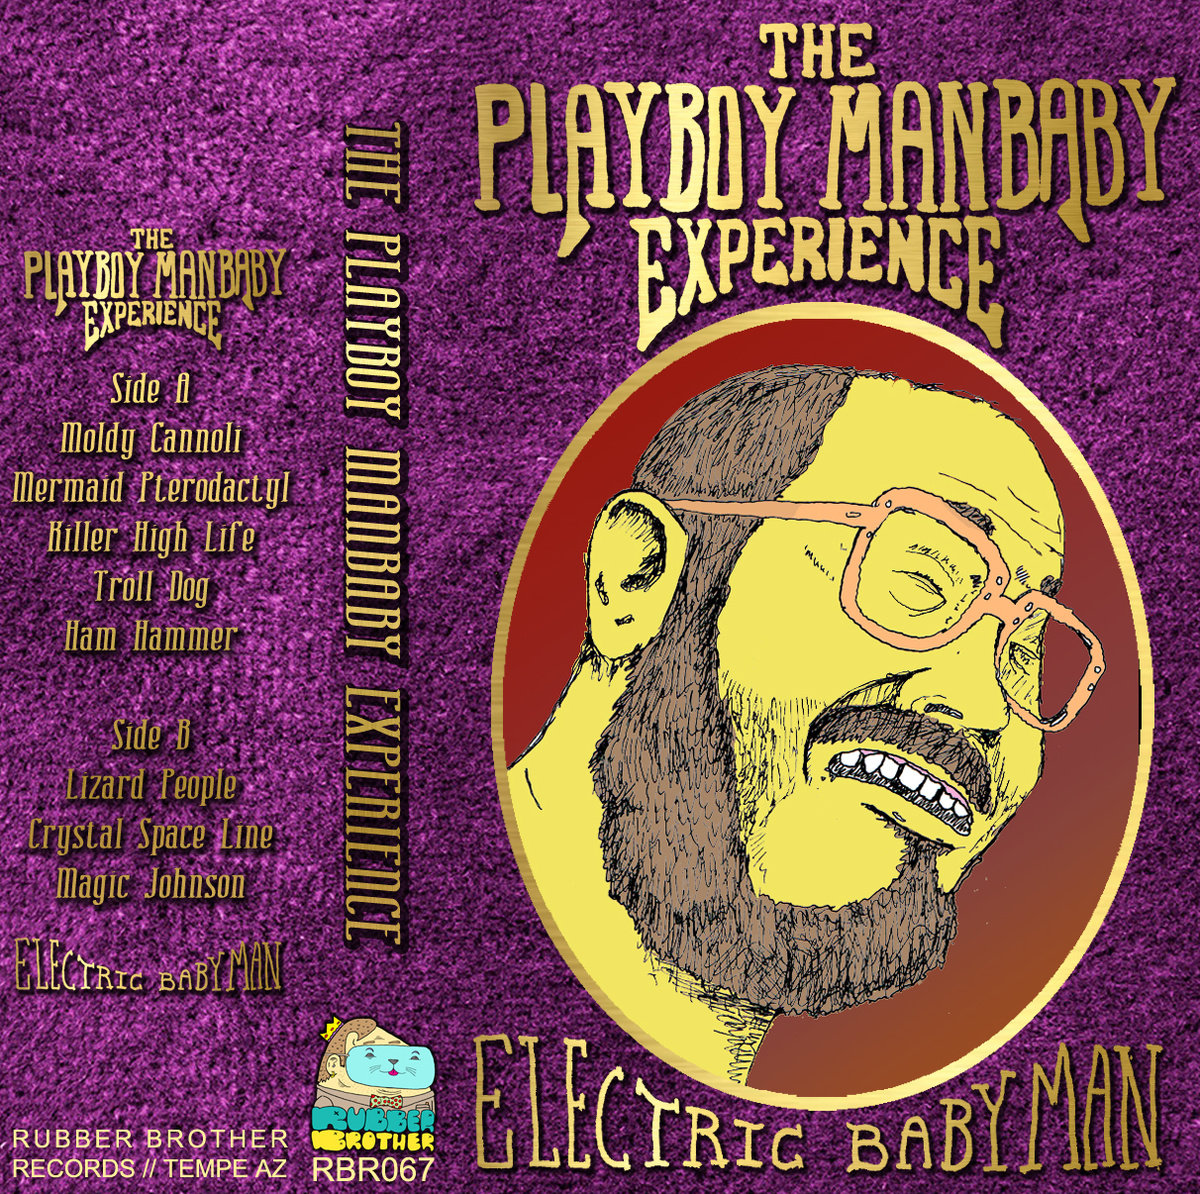 THE
PLAYBOY MANBABY
EXPERIENCE
Side A
Moldy Cannoli
Mermaid Pterodactyl
Killer High Life
Troll Dog
Ham Hammer
Side B
Lizard People
Crystal Space Line
Magic Johnson
ELECTRIC BABYMAN
RUBBER BROTHER
RECORDS // TEMPE AZ
THE PLAYBOY MANBABY EXPERIENCE
RUBBER
BROTHER
RBR067
THE
PLAYBOY MANBABY
EXPERIENCE
ELECTRIC BABYMAN